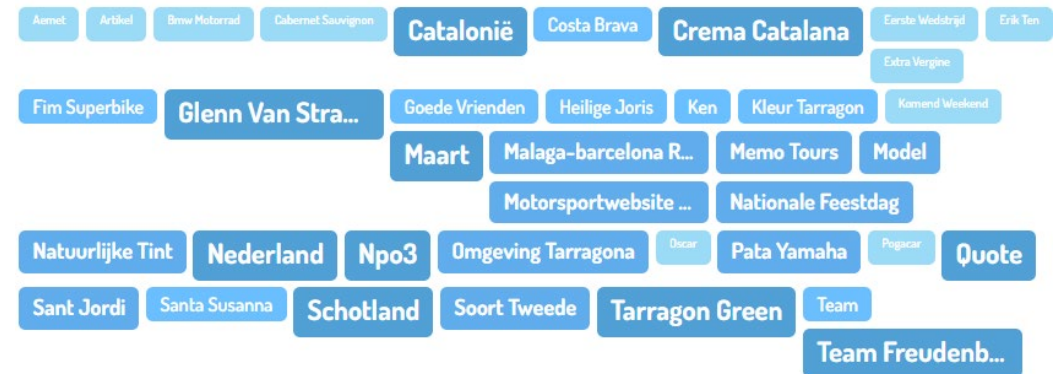 Aemet Artikel Bmw Motorrad Cabernet Sauvignon Catalonië Costa Brava Crema Catalana Eerste Wedstrijd Erik Ten
Extra Vergine
Fim Superbike Glenn Van Stra... Goede Vrienden Heilige Joris Ken Kleur Tarragon Komend Weekend
Maart Malaga-barcelona R... Memo Tours Model
Motorsportwebsite ... Nationale Feestdag
Natuurlijke Tint Nederland Npo3 Omgeving Tarragona Oscar Pata Yamaha Pogacar Quote
Sant Jordi Santa Susanna Schotland Soort Tweede Tarragon Green Team
Team Freudenb...